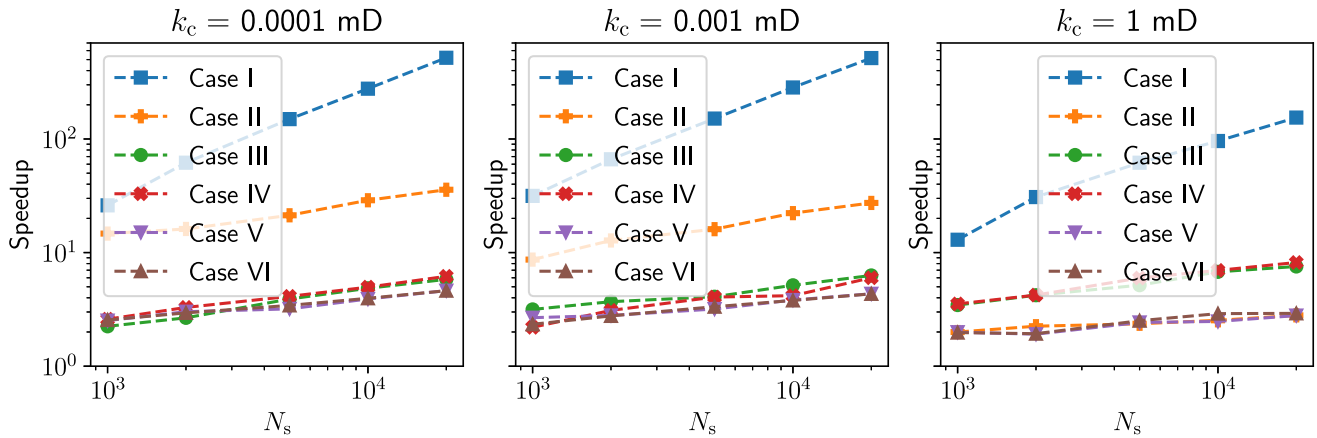 k_c = 0.0001 mD
Speedup
10^2
10^1
10^0
10^3
10^4
N_s
Case I
Case II
Case III
Case IV
Case V
Case VI
k_c = 0.001 mD
Speedup
10^3
10^4
N_s
Case I
Case II
Case III
Case IV
Case V
Case VI
k_c = 1 mD
Speedup
10^3
10^4
N_s
Case I
Case II
Case III
Case IV
Case V
Case VI